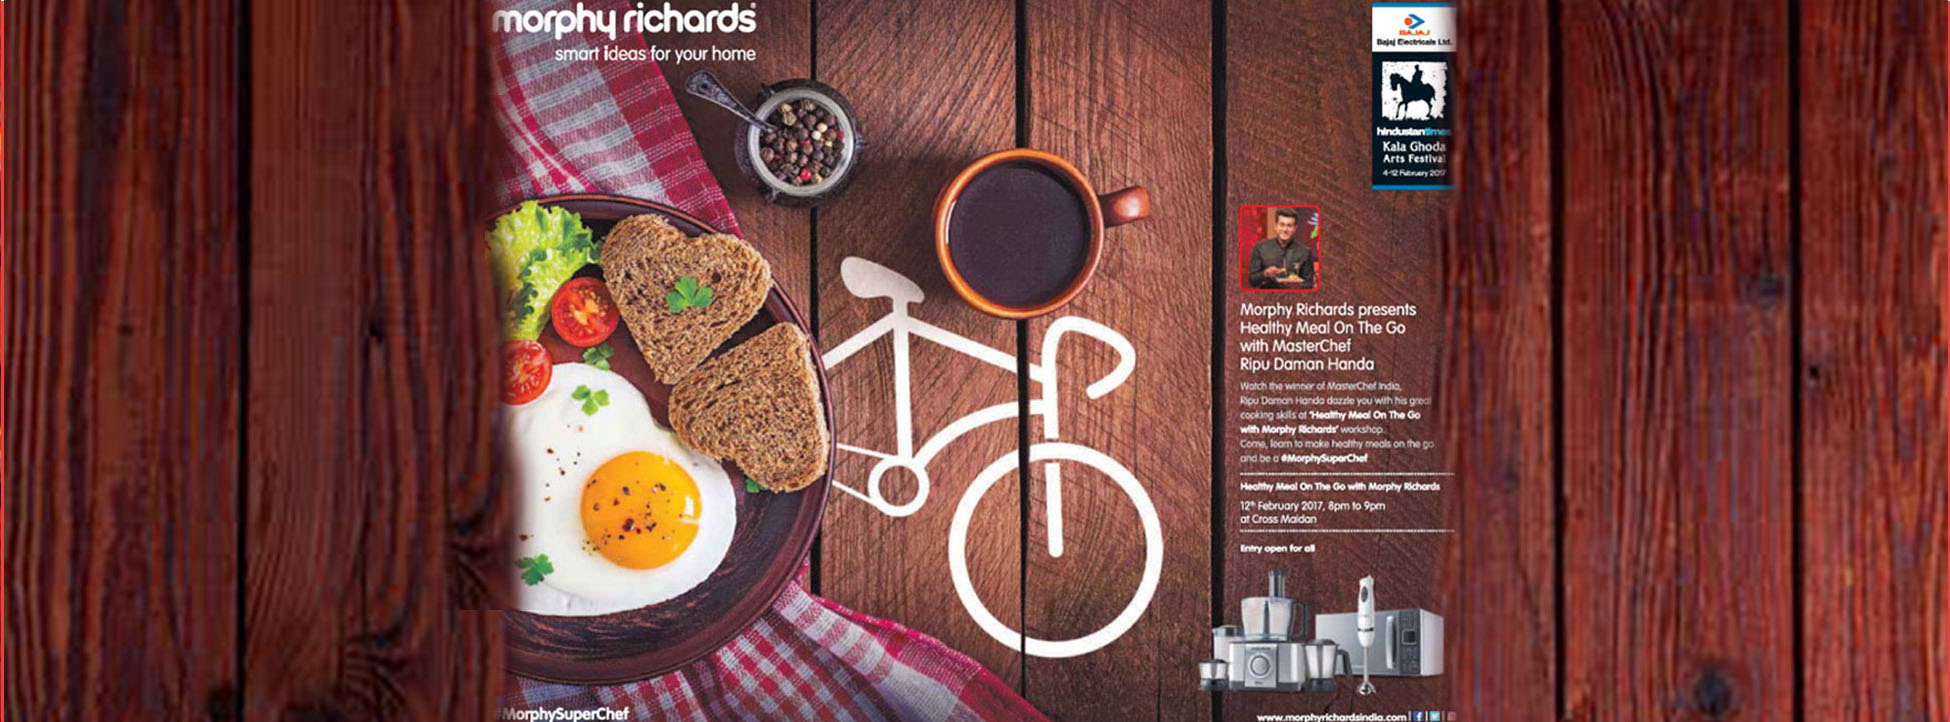 morphy richards
smart ideas for your home
BAJAJ
Bajaj Electricals Ltd.
hindustantimes
Kala Ghoda
Arts Festival
4-12 February 2017
Morphy Richards presents
Healthy Meal On The Go
with MasterChef
Ripu Daman Handa
Watch the winner of MasterChef India,
Ripu Daman Handa dazzle you with his great
cooking skills at 'Healthy Meal On The Go
with Morphy Richards' workshop.
Come, learn to make healthy meals on the go
and be a #MorphySuperChef
Healthy Meal On The Go with Morphy Richards
12th February 2017, 8pm to 9pm
at Cross Maidan
Entry open for all
#MorphySuperChef
www.morphyrichardsindia.com